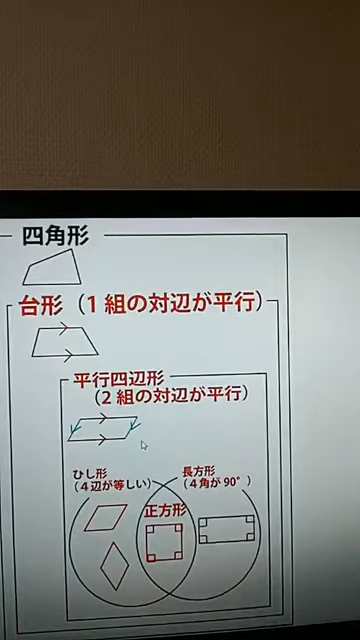 四角形
台形（1組の対辺が平行）
平行四辺形
（2組の対辺が平行）
ひし形
（4辺が等しい）
長方形
（4角が90°）
正方形